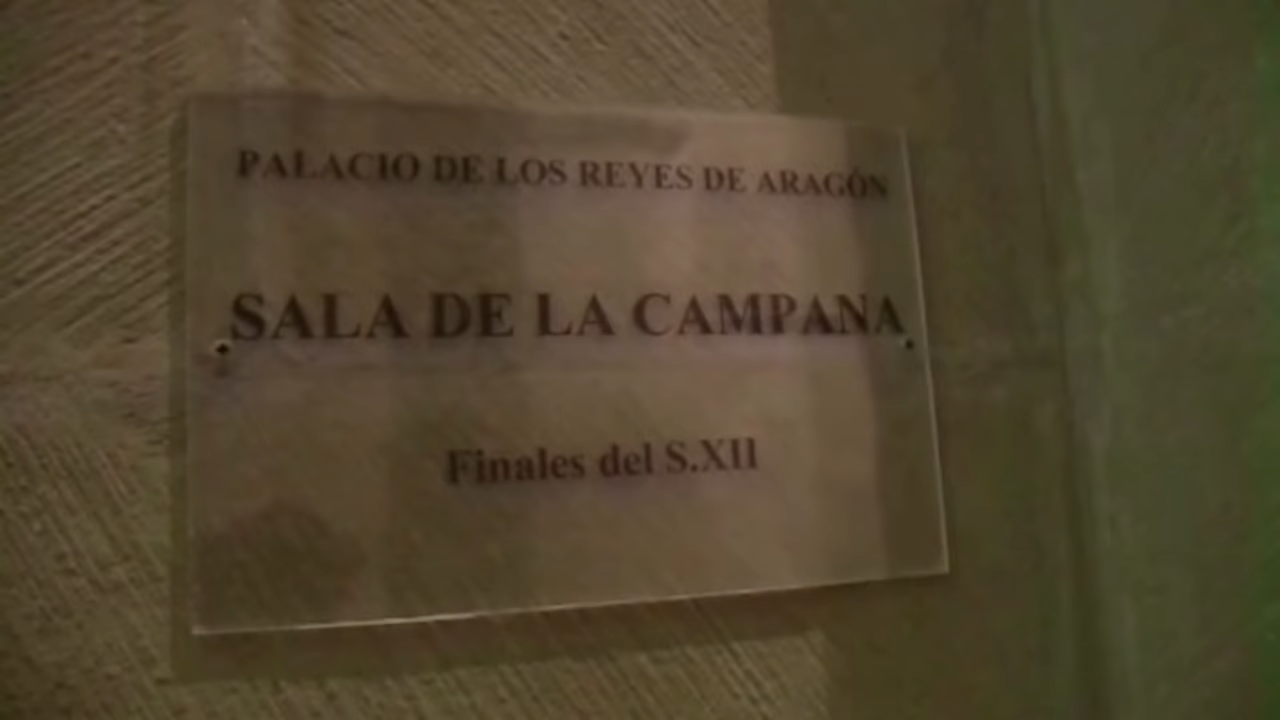 PALACIO DE LOS REYES DE ARAGÓN
SALA DE LA CAMPANA
Finales del S.XII